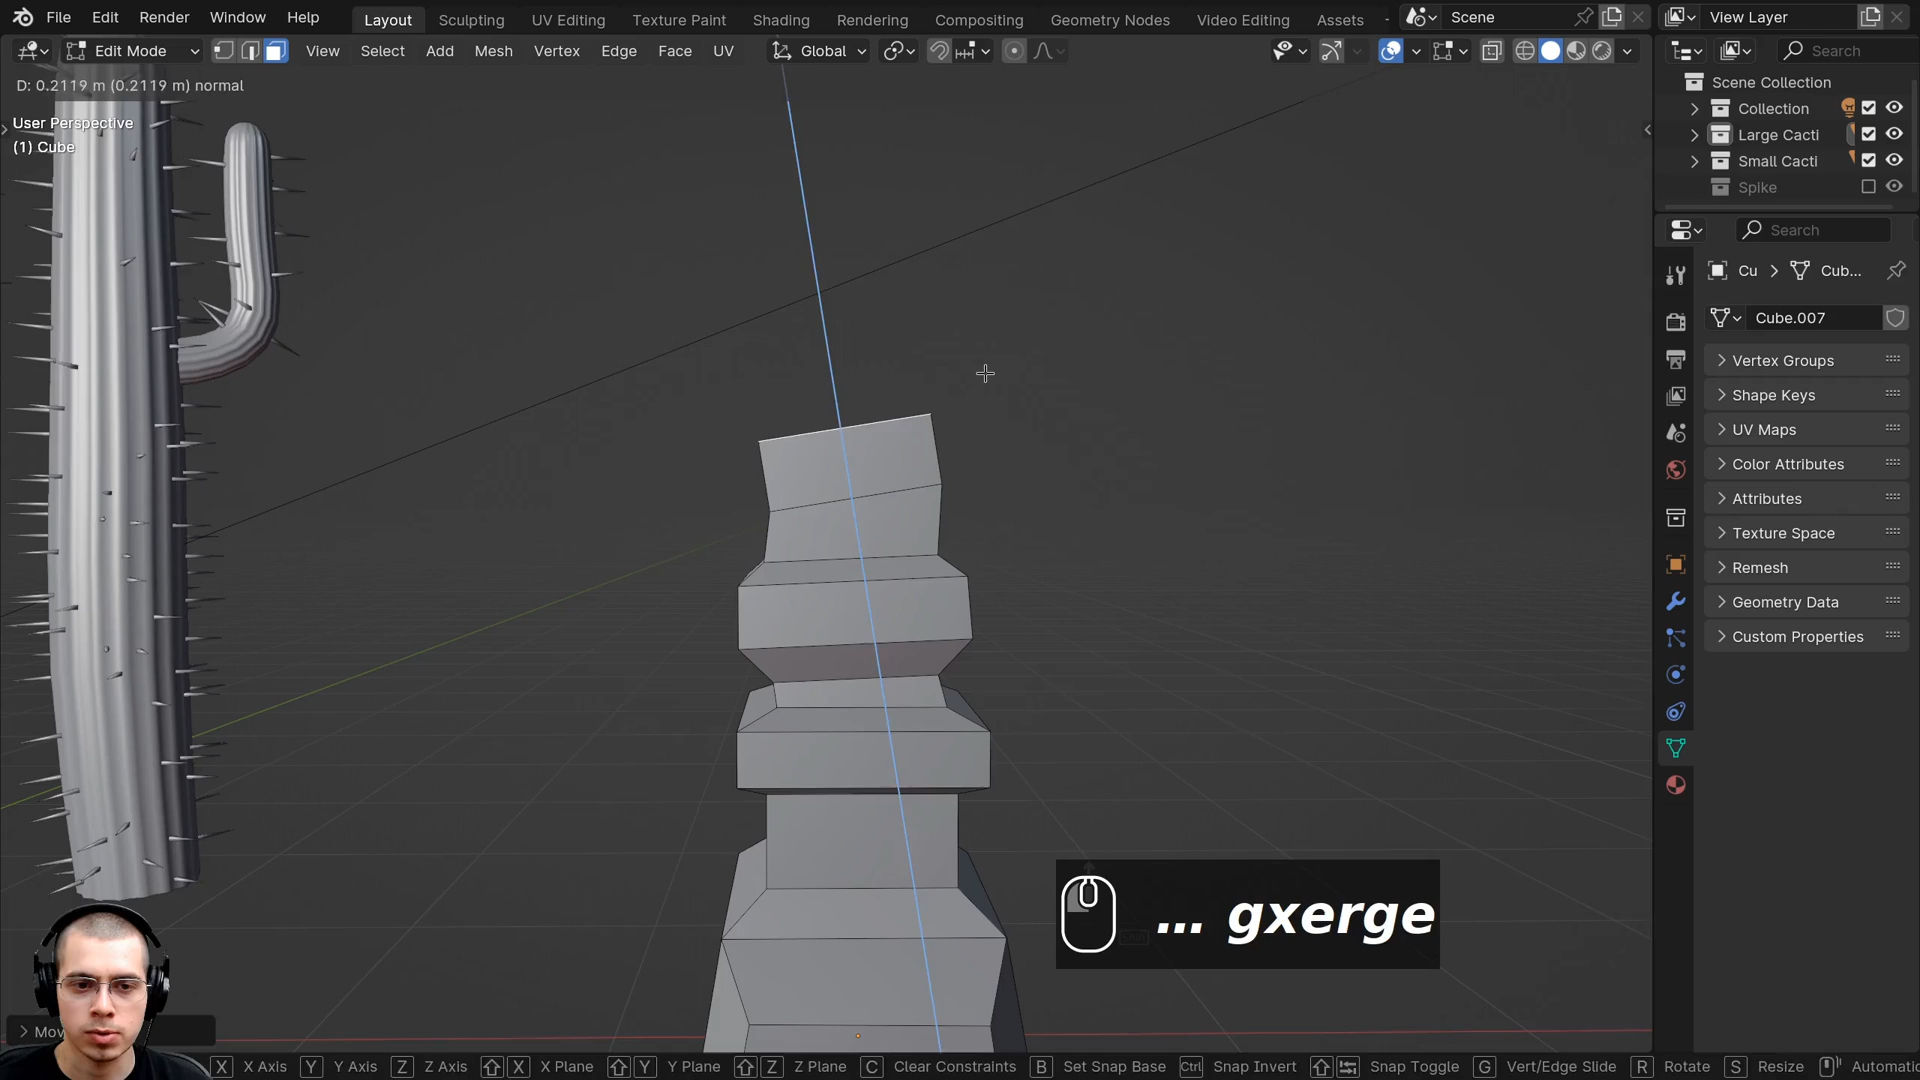 File Edit Render Window Help Layout Sculpting UV Editing Texture Paint Shading Rendering Compositing Geometry Nodes Video Editing Assets Scene View Layer
Edit Mode View Select Add Mesh Vertex Edge Face UV Global Search
D: 0.2119 m (0.2119 m) normal
Scene Collection
User Perspective
Collection
(1) Cube
Large Cacti
Small Cacti
Spike
Search
Cu > Cub...
Cube.007
Vertex Groups
Shape Keys
UV Maps
Color Attributes
Attributes
Texture Space
Remesh
Geometry Data
Custom Properties
... gxerge
Mov
X X Axis Y Y Axis Z Z Axis X X Plane Y Y Plane Z Z Plane C Clear Constraints B Set Snap Base Ctrl Snap Invert Snap Toggle G Vert/Edge Slide R Rotate S Resize Automatic